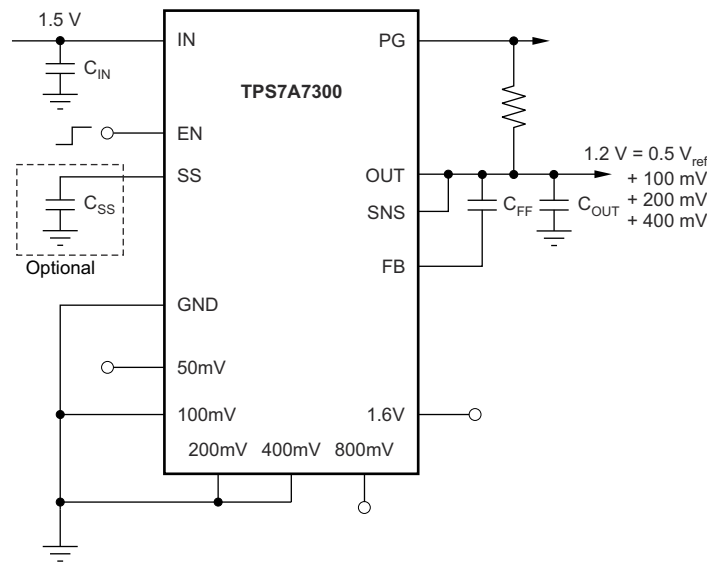 1.5 V
IN
PG
C_IN
TPS7A7300
EN
1.2 V = 0.5 V_ref
+ 100 mV
+ 200 mV
+ 400 mV
SS
OUT
C_SS
SNS
C_FF
C_OUT
Optional
FB
GND
50mV
100mV
1.6V
200mV 400mV 800mV